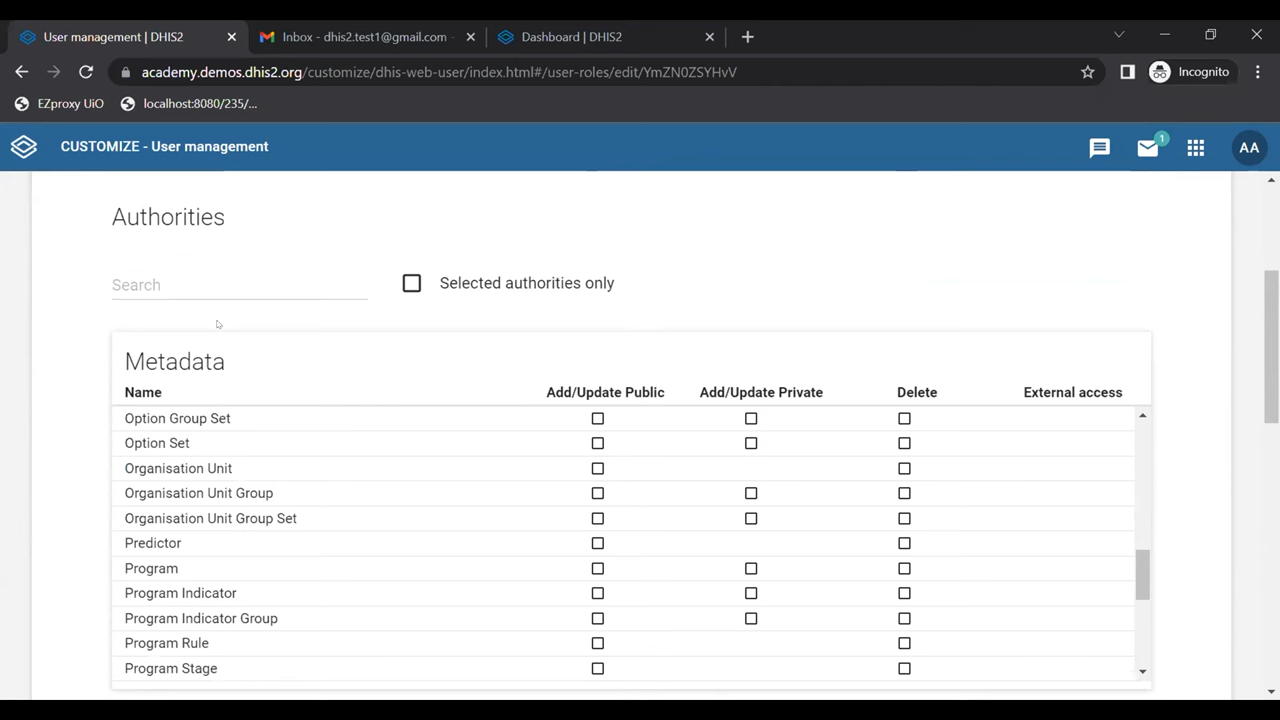 User management | DHIS2
Inbox - dhis2.test1@gmail.com -
Dashboard | DHIS2
academy.demos.dhis2.org/customize/dhis-web-user/index.html#/user-roles/edit/YmZN0ZSYHvV
Incognito
EZproxy UiO
localhost:8080/235/...
CUSTOMIZE - User management
1
AA
Authorities
Search
Selected authorities only
Metadata
Name Add/Update Public Add/Update Private Delete External access
Option Group Set
Option Set
Organisation Unit
Organisation Unit Group
Organisation Unit Group Set
Predictor
Program
Program Indicator
Program Indicator Group
Program Rule
Program Stage